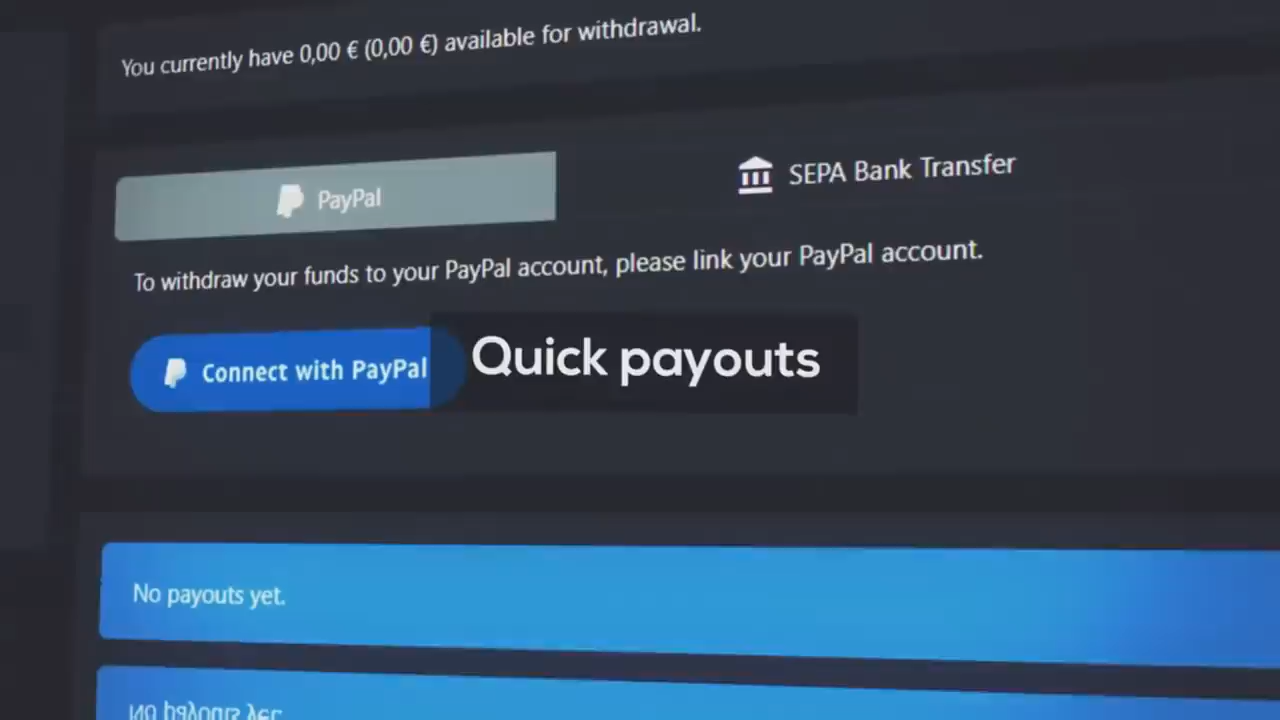 You currently have 0,00 € (0,00 €) available for withdrawal.
PayPal
SEPA Bank Transfer
To withdraw your funds to your PayPal account, please link your PayPal account.
Connect with PayPal
Quick payouts
No payouts yet.